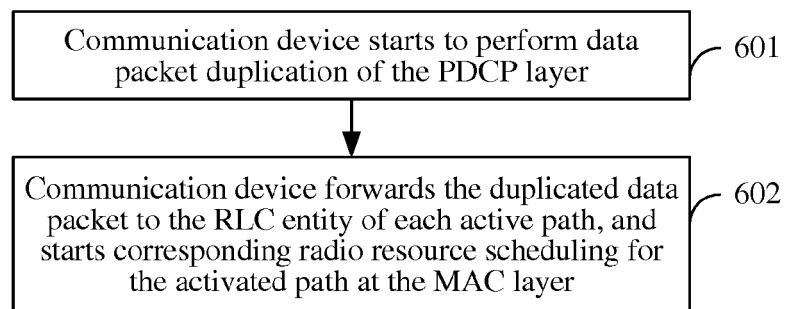 Communication device starts to perform data
packet duplication of the PDCP layer
601
Communication device forwards the duplicated data
packet to the RLC entity of each active path, and
starts corresponding radio resource scheduling for
the activated path at the MAC layer
602